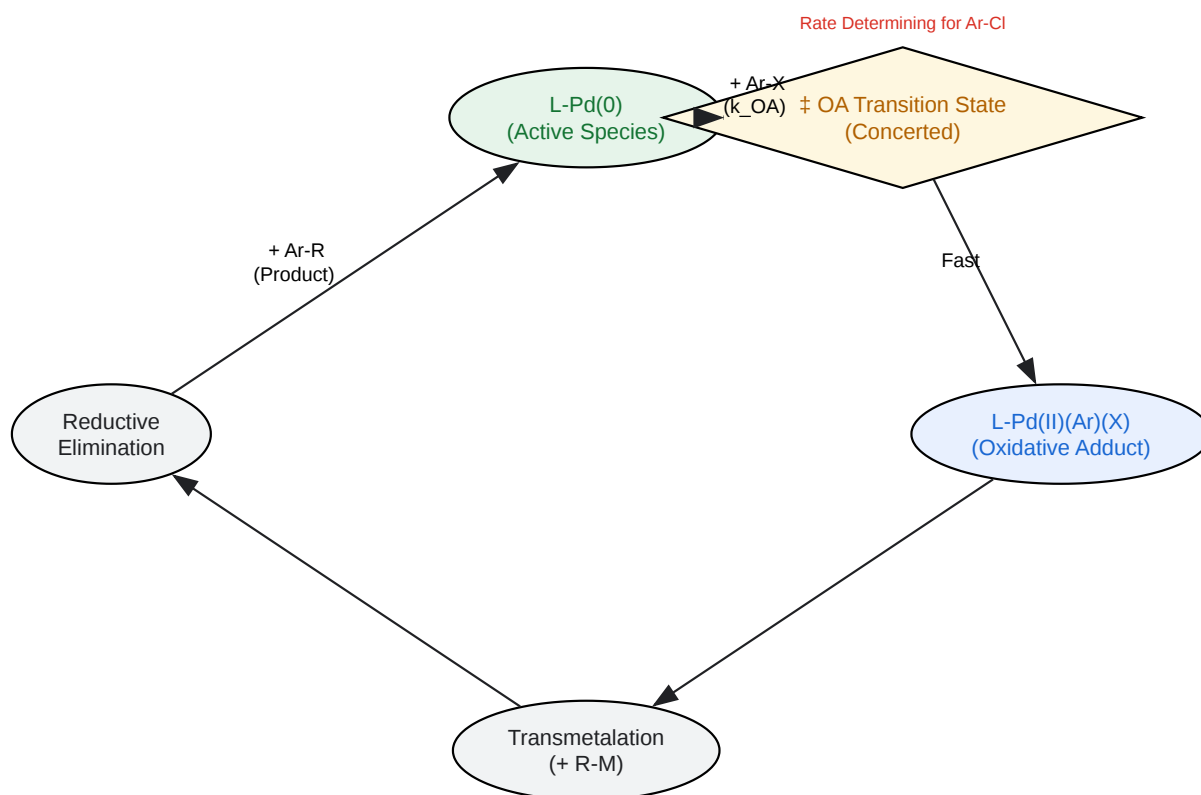 Rate Determining for Ar-Cl
L-Pd(0)
(Active Species)
+ Ar-X
(k_OA)
‡ OA Transition State
(Concerted)
+ Ar-R
(Product)
Fast
Reductive
Elimination
L-Pd(II)(Ar)(X)
(Oxidative Adduct)
Transmetalation
(+ R-M)